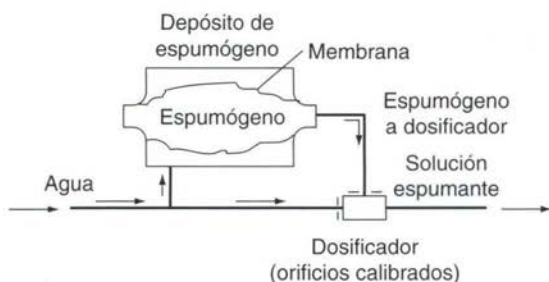 Depósito de
espumógeno
Membrana
Espumógeno
Espumógeno
a dosificador
Agua
Solución
espumante
Dosificador
(orificios calibrados)